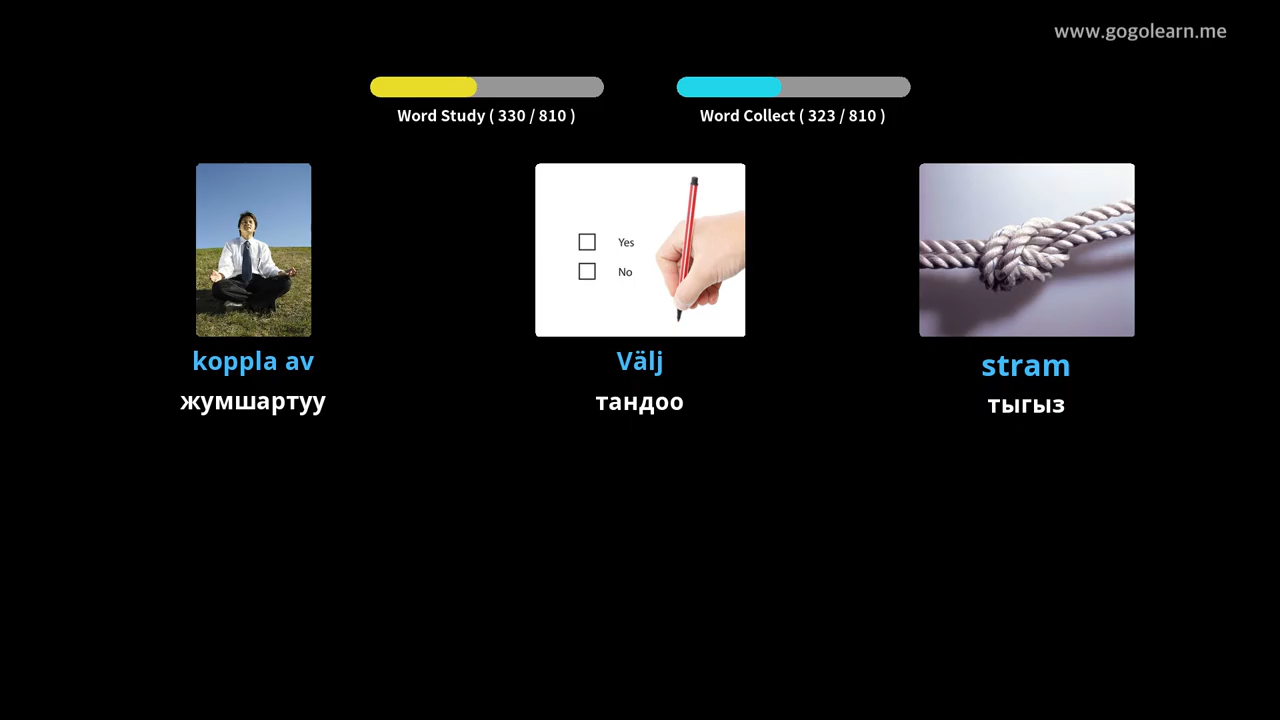 www.gogolearn.me
Word Study ( 330 / 810 )
Word Collect ( 323 / 810 )
Yes
No
koppla av
Välj
stram
жумшартуу
тандоо
тыгыз